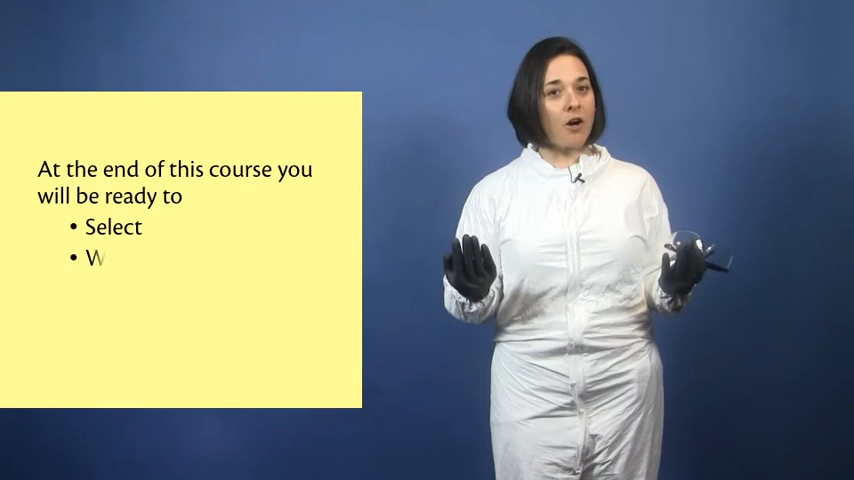 At the end of this course you
will be ready to
• Select
• W